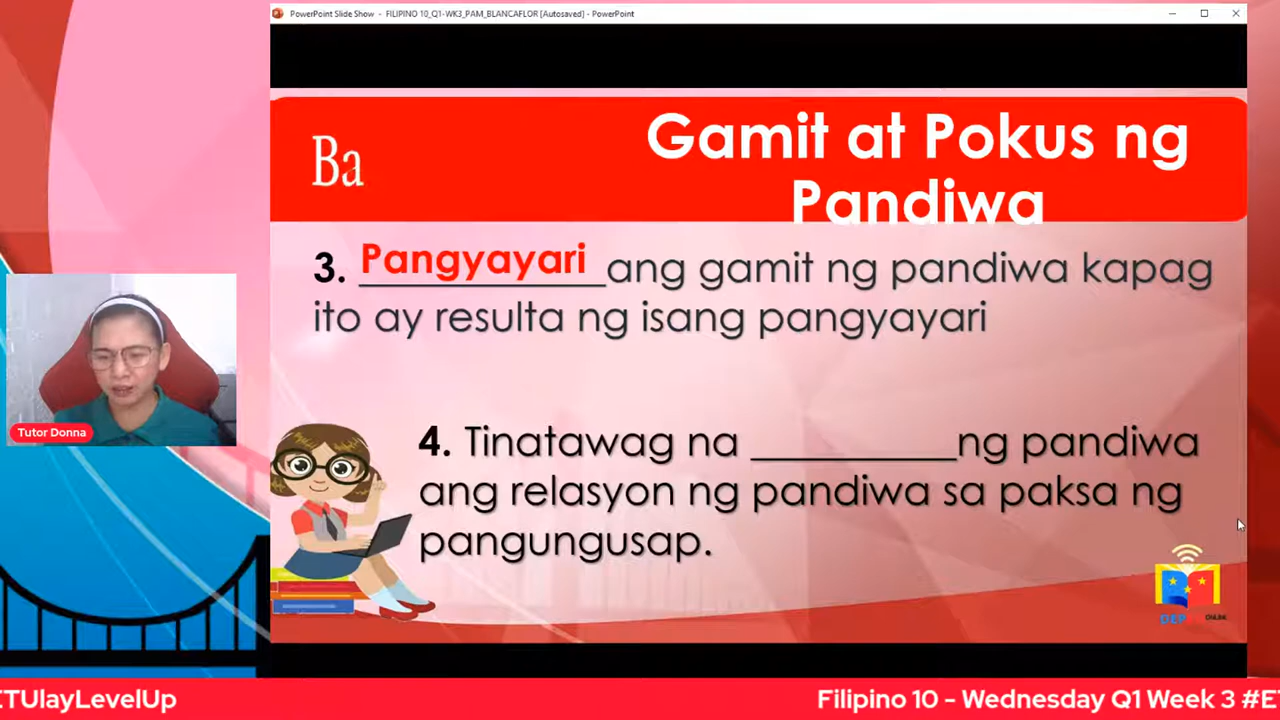 PowerPoint Slide Show - FILIPINO 10_Q1-WK3_PAM_BLANCAFLOR [Autosaved] - PowerPoint
Ba
Gamit at Pokus ng
Pandiwa
3. Pangyayari ang gamit ng pandiwa kapag
ito ay resulta ng isang pangyayari
4. Tinatawag na __________ng pandiwa
ang relasyon ng pandiwa sa paksa ng
pangungusap.
Tutor Donna
ONLINE
ETUlayLevelUp
Filipino 10 - Wednesday Q1 Week 3 #ET